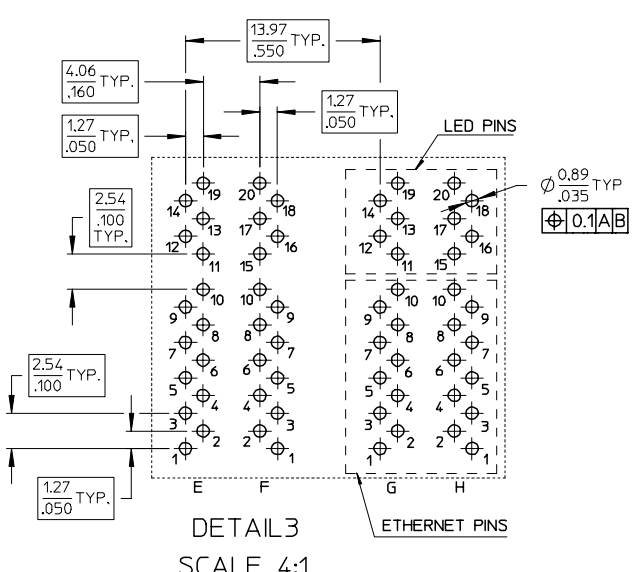 13.97
.550 TYP.
4.06
.160 TYP.
1.27
.050 TYP.
1.27
.050 TYP.
LED PINS
2.54
.100
TYP.
Ø 0.89
.035 TYP
⌖ 0.1 A B
19 20 19 20
14 18 14 18
13 17 13 17
12 16 12 16
11 15 11 15
10 10 10 10
9 9 9 9
8 8 8 8
7 7 7 7
6 6 6 6
5 5 5 5
4 4 4 4
3 3 3 3
2 2 2 2
1 1 1 1
2.54
.100 TYP.
1.27
.050 TYP.
E F G H
DETAIL3
ETHERNET PINS
SCALE 4:1